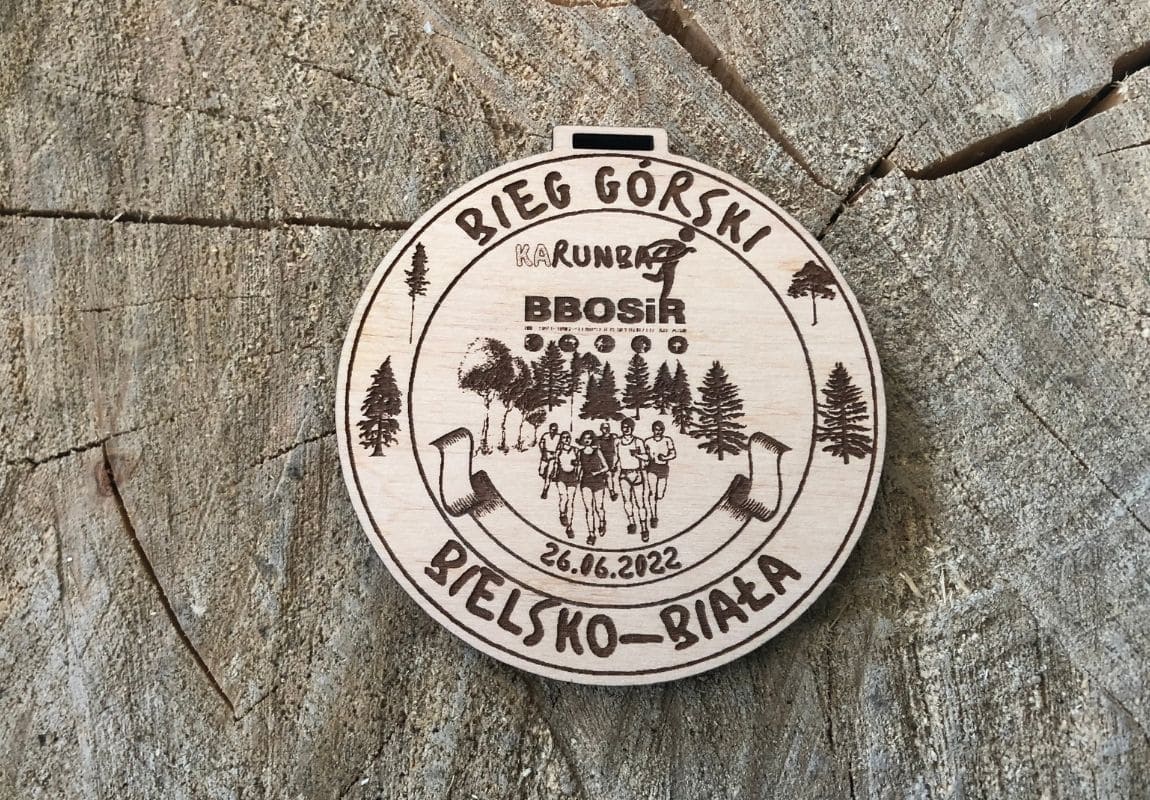 BIEG GÓRSKI
KARUNBA
BBOSiR
26.06.2022
BIELSKO-BIAŁA